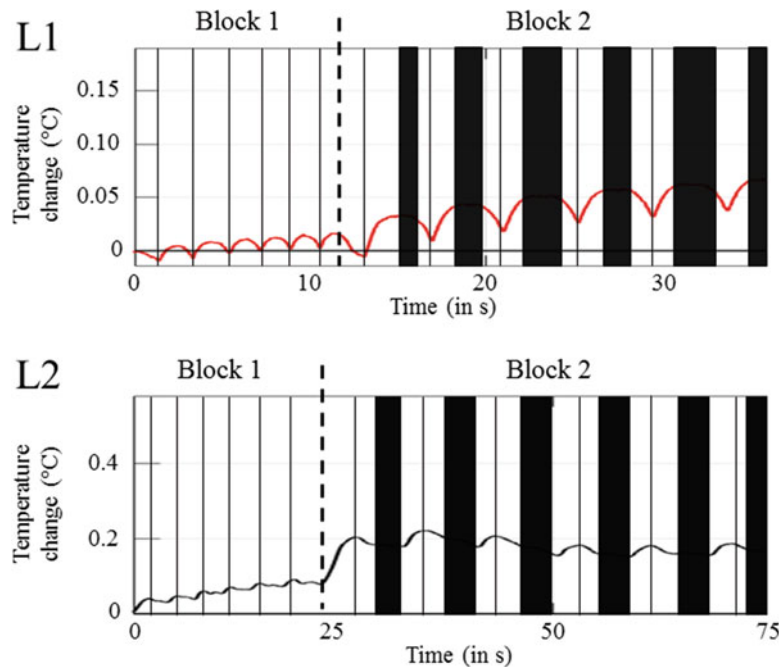 L1
Block 1
Block 2
Temperature
change (°C)
0.15
0.10
0.05
0
0
10
20
30
Time (in s)
L2
Block 1
Block 2
Temperature
change (°C)
0.4
0.2
0
0
25
50
75
Time (in s)